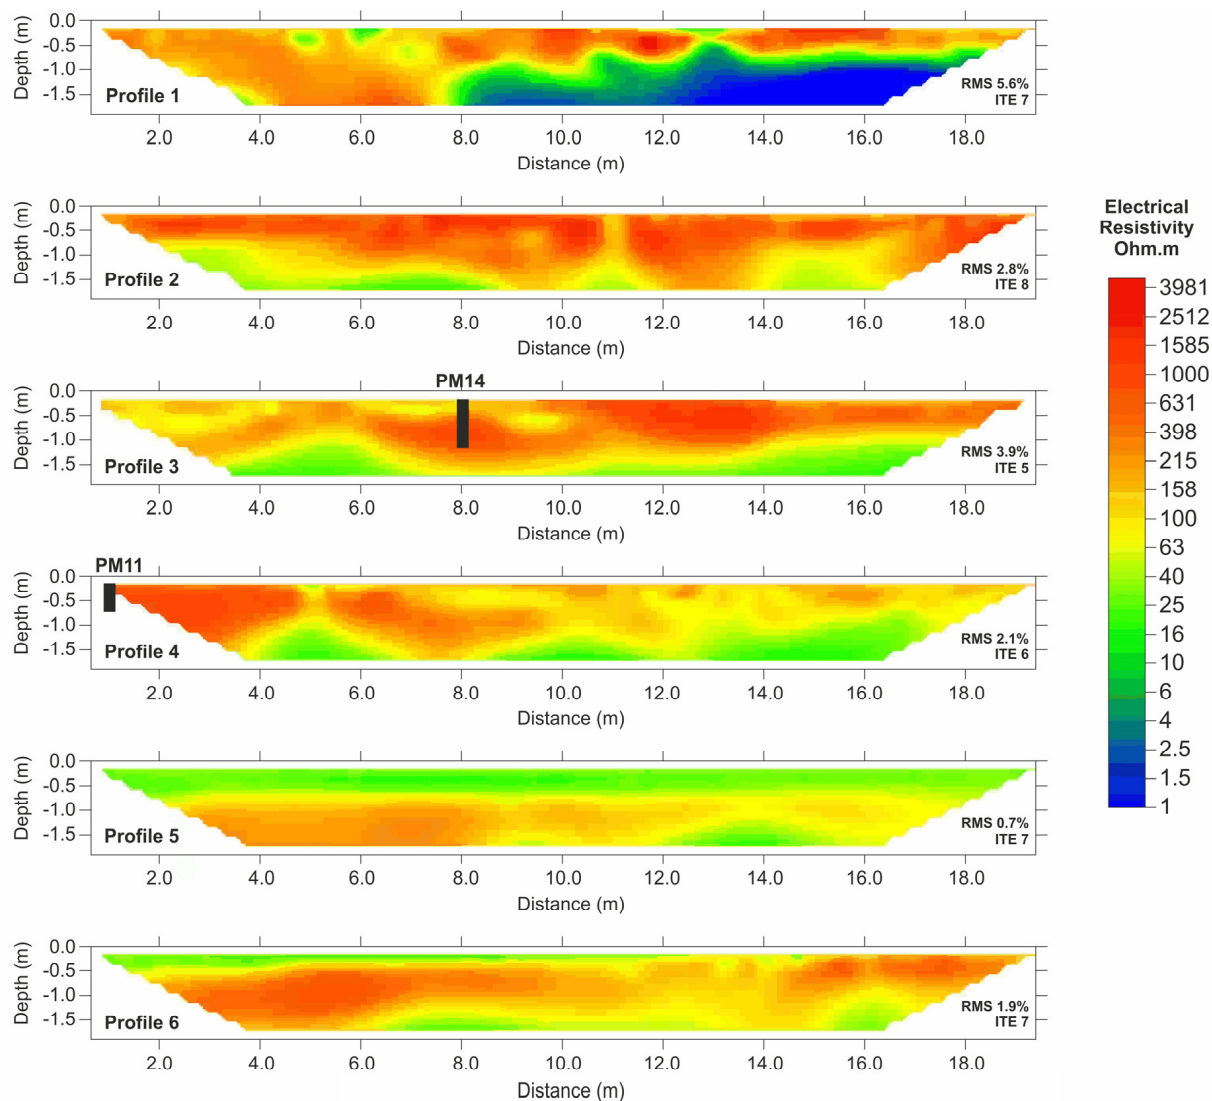 0.0
-0.5
-1.0
-1.5
Depth (m)
Profile 1
RMS 5.6%
ITE 7
2.0 4.0 6.0 8.0 10.0 12.0 14.0 16.0 18.0
Distance (m)
0.0
-0.5
-1.0
-1.5
Depth (m)
Profile 2
RMS 2.8%
ITE 8
2.0 4.0 6.0 8.0 10.0 12.0 14.0 16.0 18.0
Distance (m)
PM14
0.0
-0.5
-1.0
-1.5
Depth (m)
Profile 3
RMS 3.9%
ITE 5
2.0 4.0 6.0 8.0 10.0 12.0 14.0 16.0 18.0
Distance (m)
PM11
0.0
-0.5
-1.0
-1.5
Depth (m)
Profile 4
RMS 2.1%
ITE 6
2.0 4.0 6.0 8.0 10.0 12.0 14.0 16.0 18.0
Distance (m)
0.0
-0.5
-1.0
-1.5
Depth (m)
Profile 5
RMS 0.7%
ITE 7
2.0 4.0 6.0 8.0 10.0 12.0 14.0 16.0 18.0
Distance (m)
0.0
-0.5
-1.0
-1.5
Depth (m)
Profile 6
RMS 1.9%
ITE 7
2.0 4.0 6.0 8.0 10.0 12.0 14.0 16.0 18.0
Distance (m)
Electrical
Resistivity
Ohm.m
3981
2512
1585
1000
631
398
215
158
100
63
40
25
16
10
6
4
2.5
1.5
1